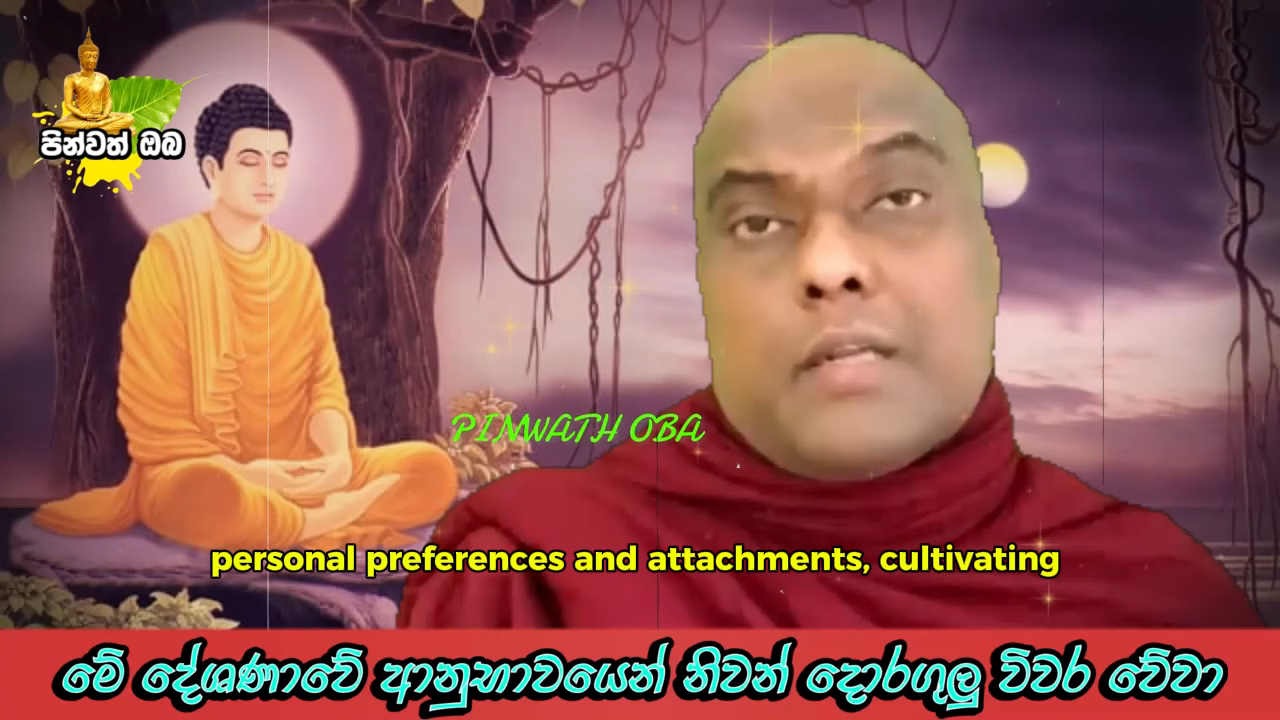 පින්වත් ඔබ
PINWATH OBA
personal preferences and attachments, cultivating
මේ දේශණාවේ ආනුභාවයෙන් නිවන් දොරගුලු විවර වේවා